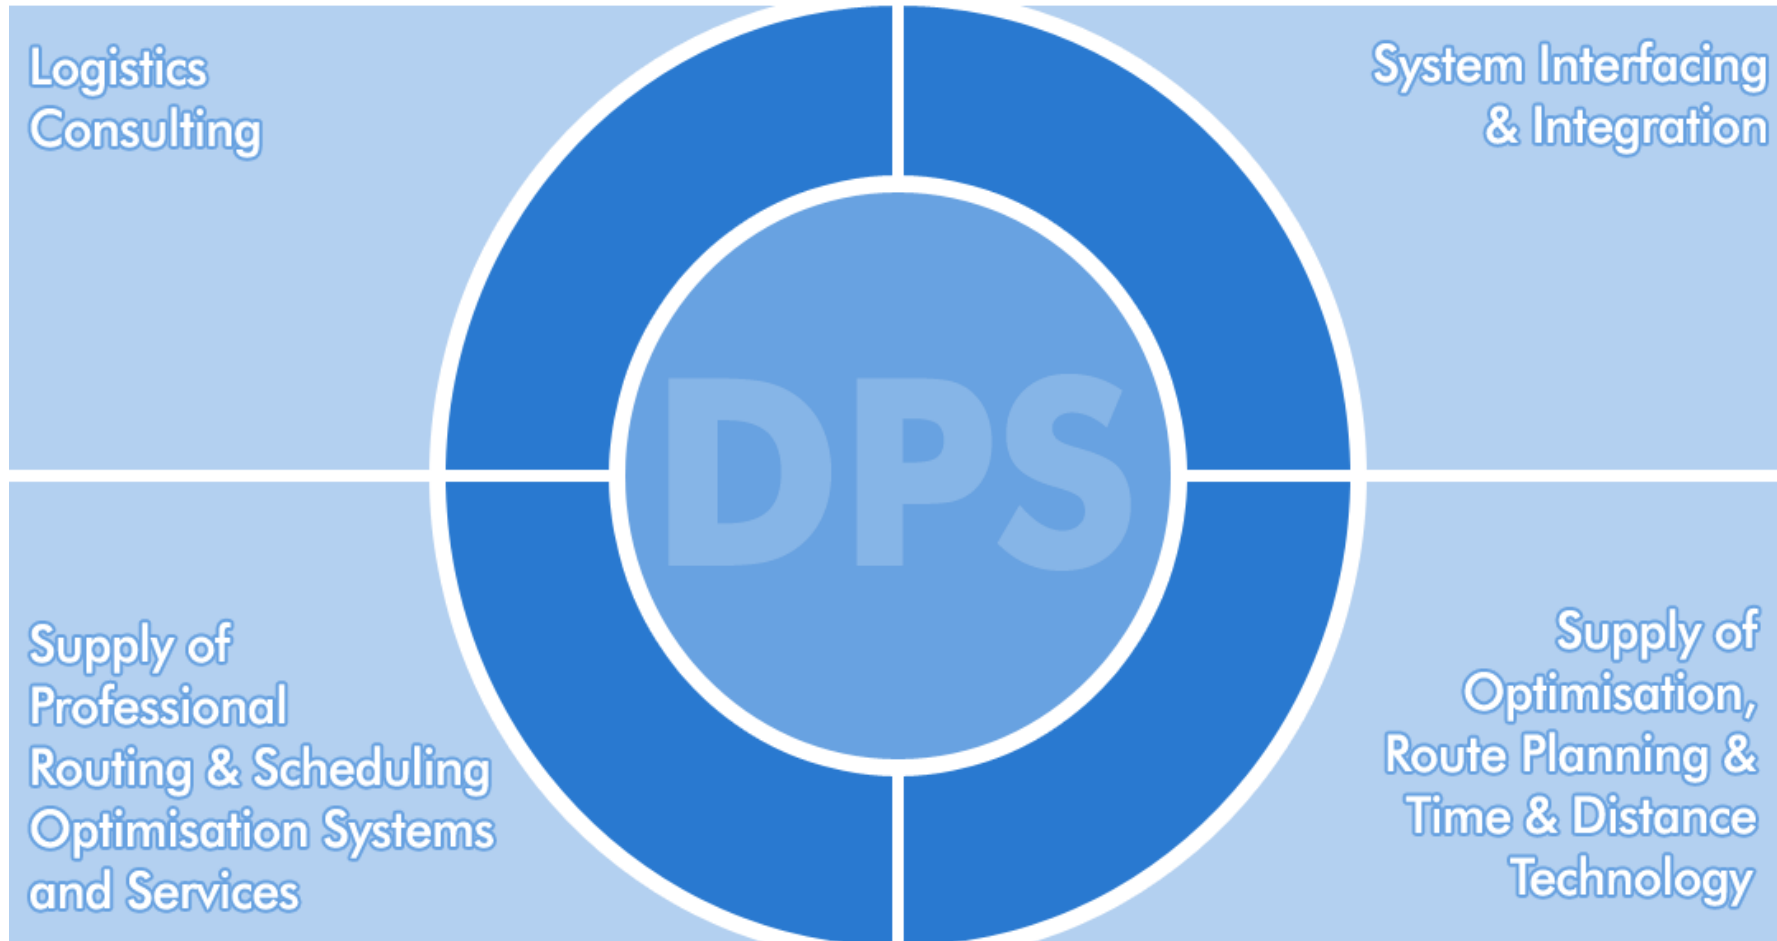 Logistics
Consulting
System Interfacing
& Integration
DPS
Supply of
Professional
Routing & Scheduling
Optimisation Systems
and Services
Supply of
Optimisation,
Route Planning &
Time & Distance
Technology